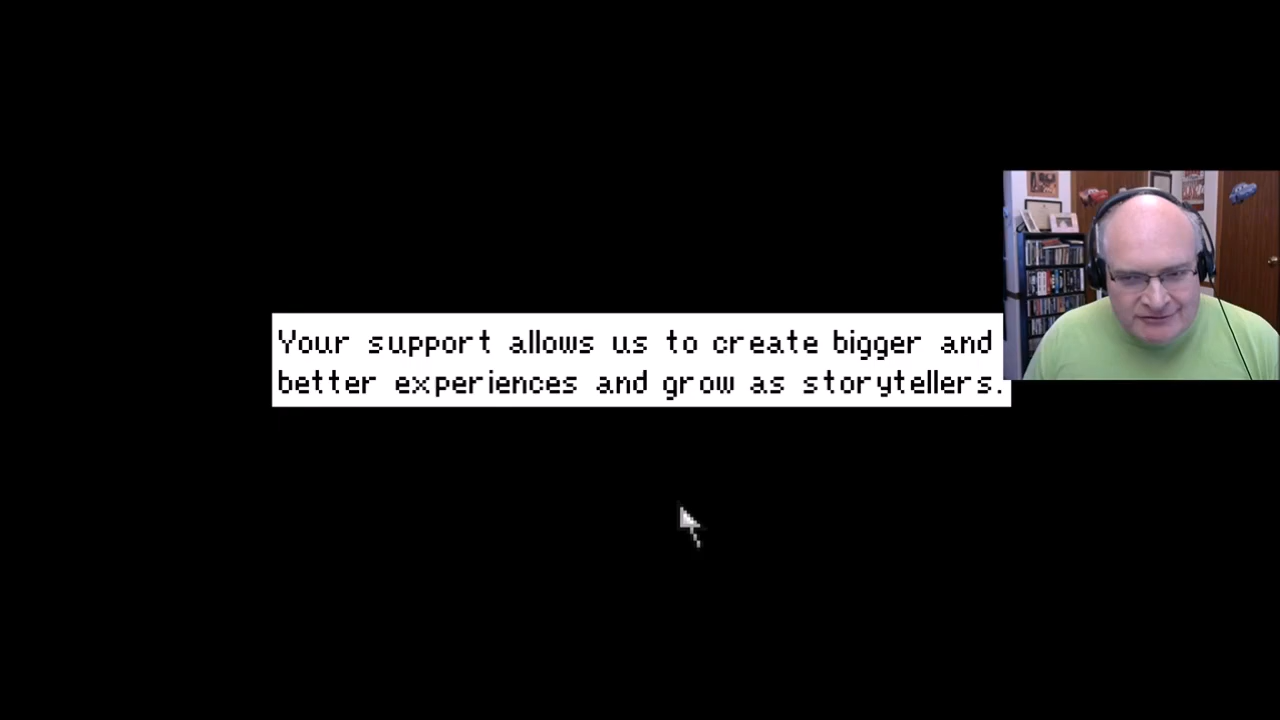 Your support allows us to create bigger and
better experiences and grow as storytellers.